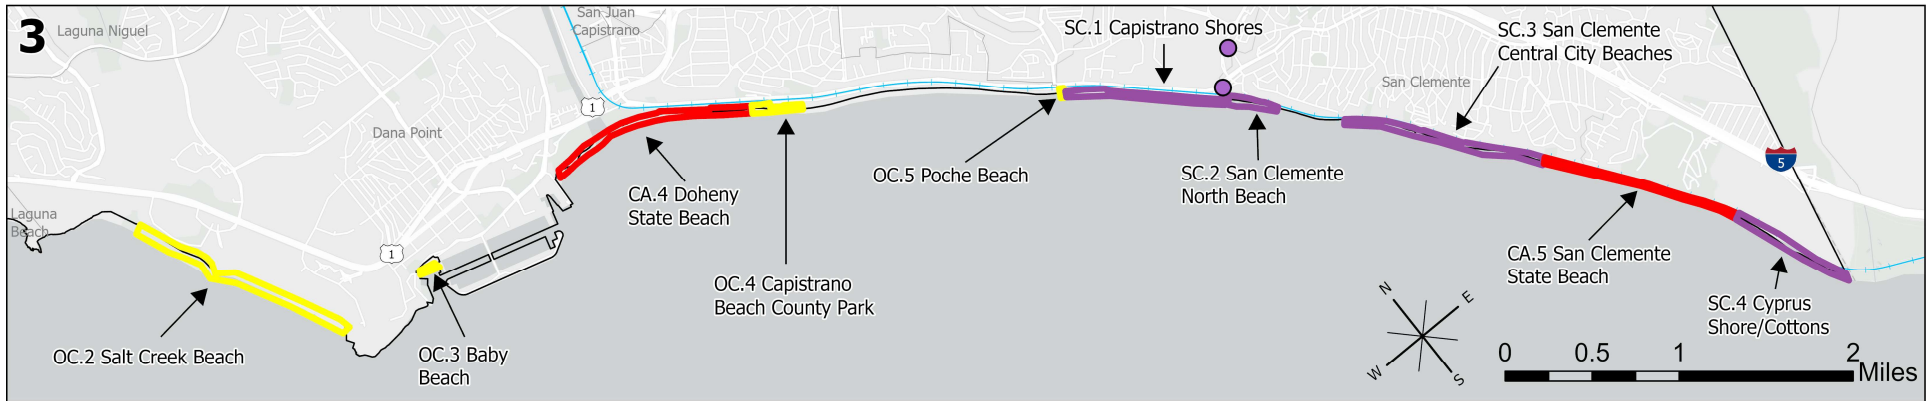 3
Laguna Niguel
San Juan
Capistrano
SC.1 Capistrano Shores
SC.3 San Clemente
Central City Beaches
San Clemente
1
Dana Point
5
OC.5 Poche Beach
SC.2 San Clemente
North Beach
CA.4 Doheny
State Beach
Laguna
Beach
1
CA.5 San Clemente
State Beach
OC.4 Capistrano
Beach County Park
SC.4 Cyprus
Shore/Cottons
OC.2 Salt Creek Beach
OC.3 Baby
Beach
N
E
W
S
0 0.5 1 2
Miles